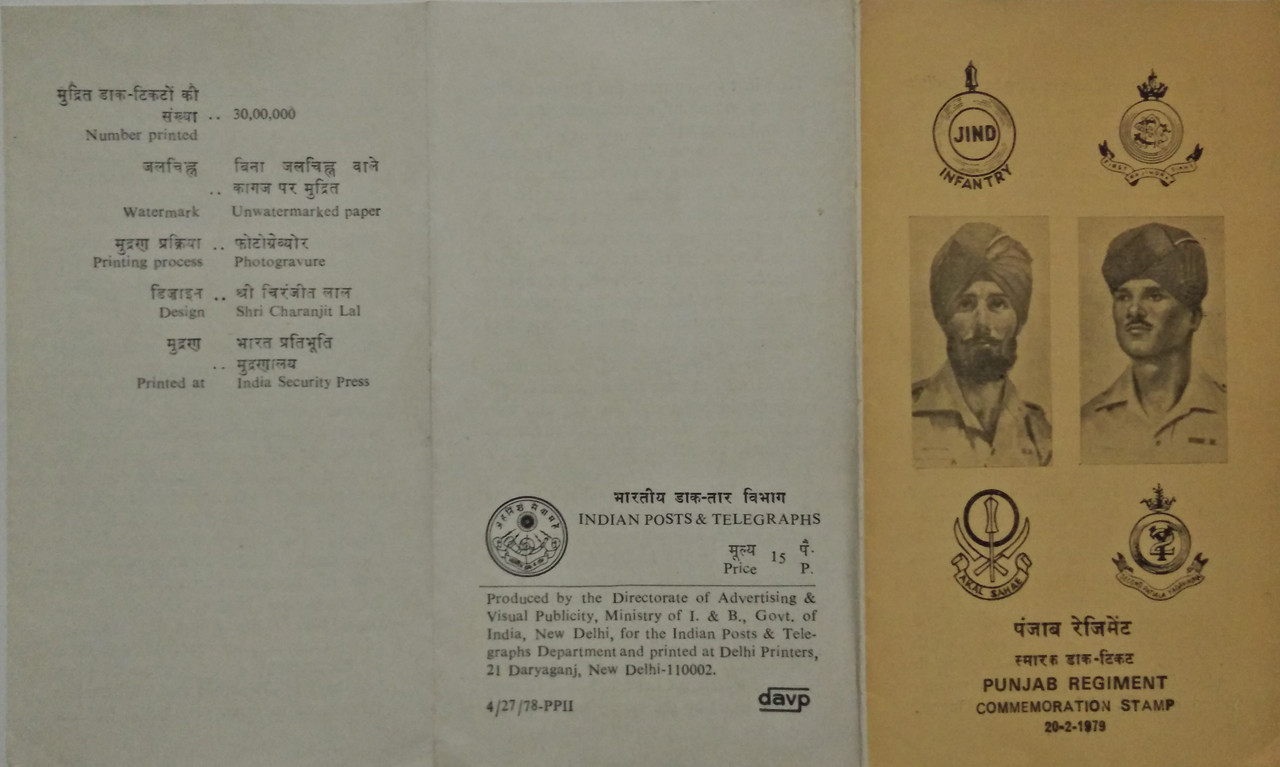 मुद्रित डाक-टिकटों की
संख्या .. 30,00,000
Number printed
जलचिह्न बिना जलचिह्न वाले
.. कागज पर मुद्रित
Watermark Unwatermarked paper
मुद्रण प्रक्रिया .. फोटोग्रेव्योर
Printing process Photogravure
डिज़ाइन .. श्री चिरंजीत लाल
Design Shri Charanjit Lal
मुद्रण भारत प्रतिभूति
.. मुद्रणालय
Printed at India Security Press
भारतीय डाक-तार विभाग
INDIAN POSTS & TELEGRAPHS
मूल्य 15 पै.
Price P.
Produced by the Directorate of Advertising &
Visual Publicity, Ministry of I. & B., Govt. of
India, New Delhi, for the Indian Posts & Tele-
graphs Department and printed at Delhi Printers,
21 Daryaganj, New Delhi-110002.
4/27/78-PPII
davp
JIND
INFANTRY
FIRST
AKAL SAHAE
SECOND PATIALA
पंजाब रेजिमेंट
स्मारक डाक-टिकट
PUNJAB REGIMENT
COMMEMORATION STAMP
20-2-1979